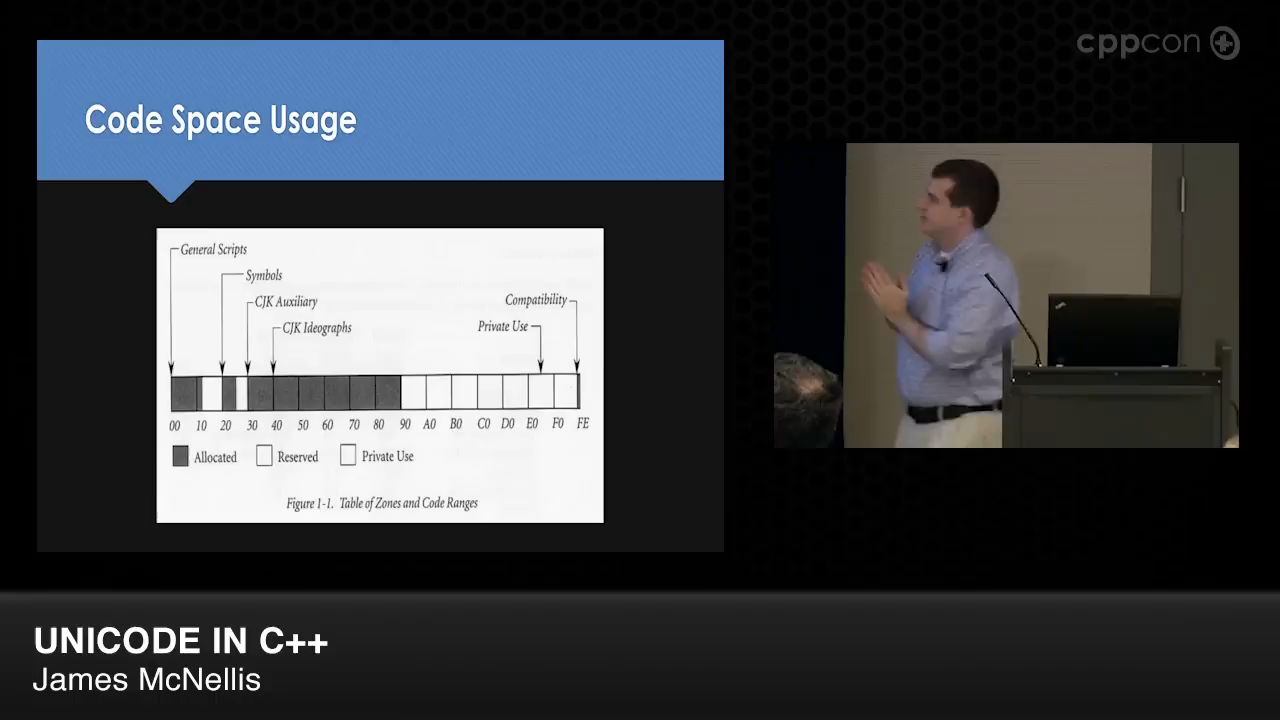 cppcon
Code Space Usage
General Scripts
Symbols
CJK Auxiliary
CJK Ideographs
Compatibility
Private Use
00 10 20 30 40 50 60 70 80 90 A0 B0 C0 D0 E0 F0 FE
Allocated Reserved Private Use
Figure 1-1. Table of Zones and Code Ranges
UNICODE IN C++
James McNellis